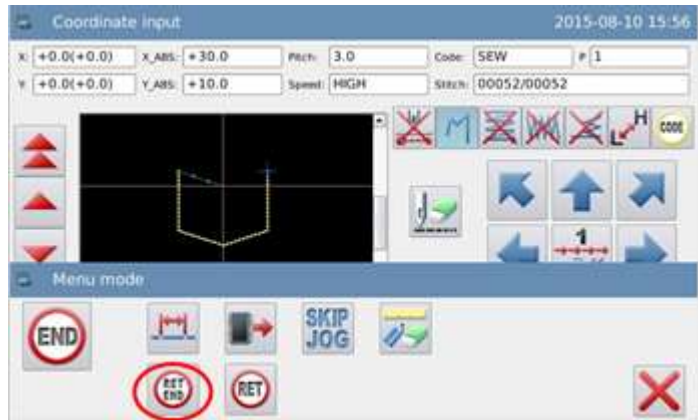 Coordinate input 2015-08-10 15:56
X: +0.0(+0.0) X_ABS: +30.0 Pitch: 3.0 Code: SEW P 1
Y +0.0(+0.0) Y_ABS: +10.0 Speed: HIGH Stitch: 00052/00052
H CODE
1
Menu mode
END SKIP JOG
RET END RET